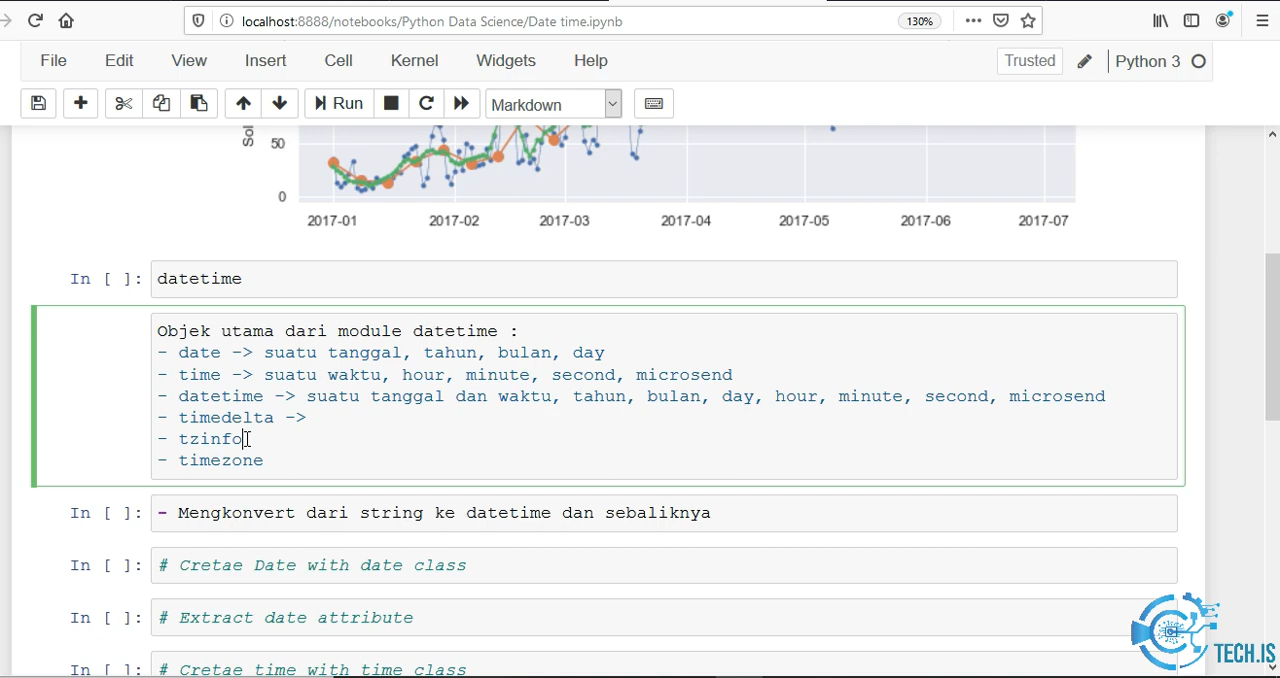 localhost:8888/notebooks/Python Data Science/Date time.ipynb
130%
File Edit View Insert Cell Kernel Widgets Help
Trusted
Python 3
Run
Markdown
50
0
2017-01 2017-02 2017-03 2017-04 2017-05 2017-06 2017-07
In [ ]: datetime
Objek utama dari module datetime :
- date -> suatu tanggal, tahun, bulan, day
- time -> suatu waktu, hour, minute, second, microsend
- datetime -> suatu tanggal dan waktu, tahun, bulan, day, hour, minute, second, microsend
- timedelta ->
- tzinfo
- timezone
In [ ]: - Mengkonvert dari string ke datetime dan sebaliknya
In [ ]: # Cretae Date with date class
In [ ]: # Extract date attribute
In [ ]: # Cretae time with time class
TECH.IS